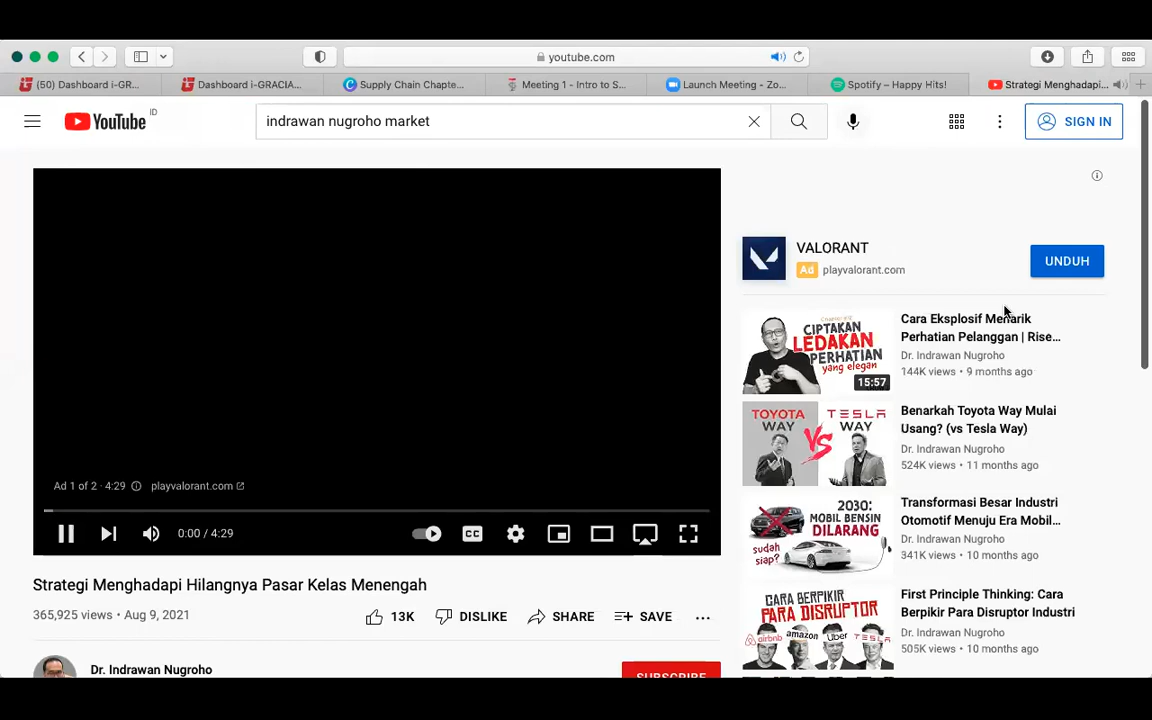 youtube.com
(50) Dashboard i-GR...
Dashboard i-GRACIA...
Supply Chain Chapte...
Meeting 1 - Intro to S...
Launch Meeting - Zo...
Spotify – Happy Hits!
Strategi Menghadapi...
YouTube ID
indrawan nugroho market
SIGN IN
VALORANT
Ad playvalorant.com
UNDUH
Ad 1 of 2 · 4:29 playvalorant.com
0:00 / 4:29
CC
Strategi Menghadapi Hilangnya Pasar Kelas Menengah
365,925 views • Aug 9, 2021
13K
DISLIKE
SHARE
SAVE
Dr. Indrawan Nugroho
SUBSCRIBE
CIPTAKAN
LEDAKAN
PERHATIAN
yang elegan
15:57
Cara Eksplosif Menarik
Perhatian Pelanggan | Rise...
Dr. Indrawan Nugroho
144K views • 9 months ago
TOYOTA
WAY
VS
TESLA
WAY
Benarkah Toyota Way Mulai
Usang? (vs Tesla Way)
Dr. Indrawan Nugroho
524K views • 11 months ago
2030:
MOBIL BENSIN
DILARANG
sudah
siap?
Transformasi Besar Industri
Otomotif Menuju Era Mobil...
Dr. Indrawan Nugroho
341K views • 10 months ago
CARA BERPIKIR
PARA DISRUPTOR
airbnb
amazon
Uber
TESLA
First Principle Thinking: Cara
Berpikir Para Disruptor Industri
Dr. Indrawan Nugroho
505K views • 10 months ago